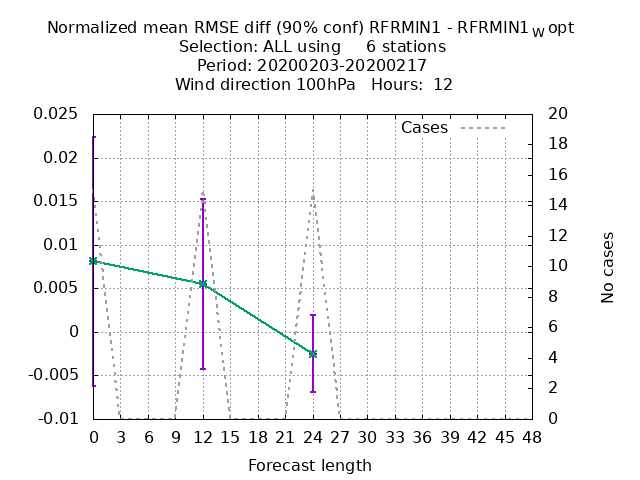 Normalized mean RMSE diff (90% conf) RFRMIN1 - RFRMIN1w opt
Selection: ALL using     6 stations
Period: 20200203-20200217
Wind direction 100hPa   Hours:  12
Cases
0.025
0.02
0.015
0.01
0.005
0
-0.005
-0.01
20
18
16
14
12
10
8
6
4
2
0
No cases
0 3 6 9 12 15 18 21 24 27 30 33 36 39 42 45 48
Forecast length